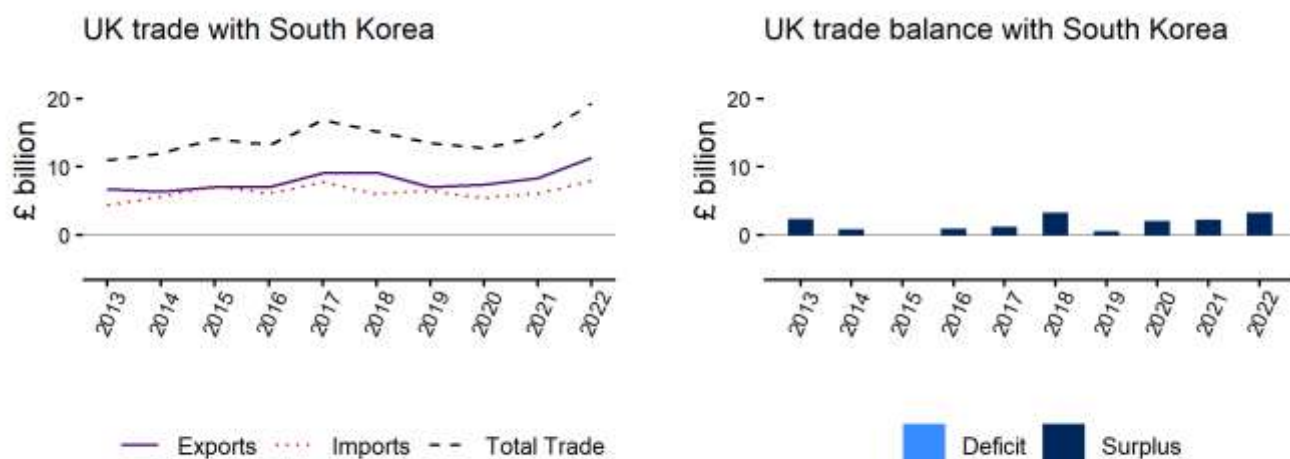 UK trade with South Korea
20
10
0
£ billion
2013 2014 2015 2016 2017 2018 2019 2020 2021 2022
Exports Imports Total Trade
UK trade balance with South Korea
20
10
0
£ billion
2013 2014 2015 2016 2017 2018 2019 2020 2021 2022
Deficit Surplus